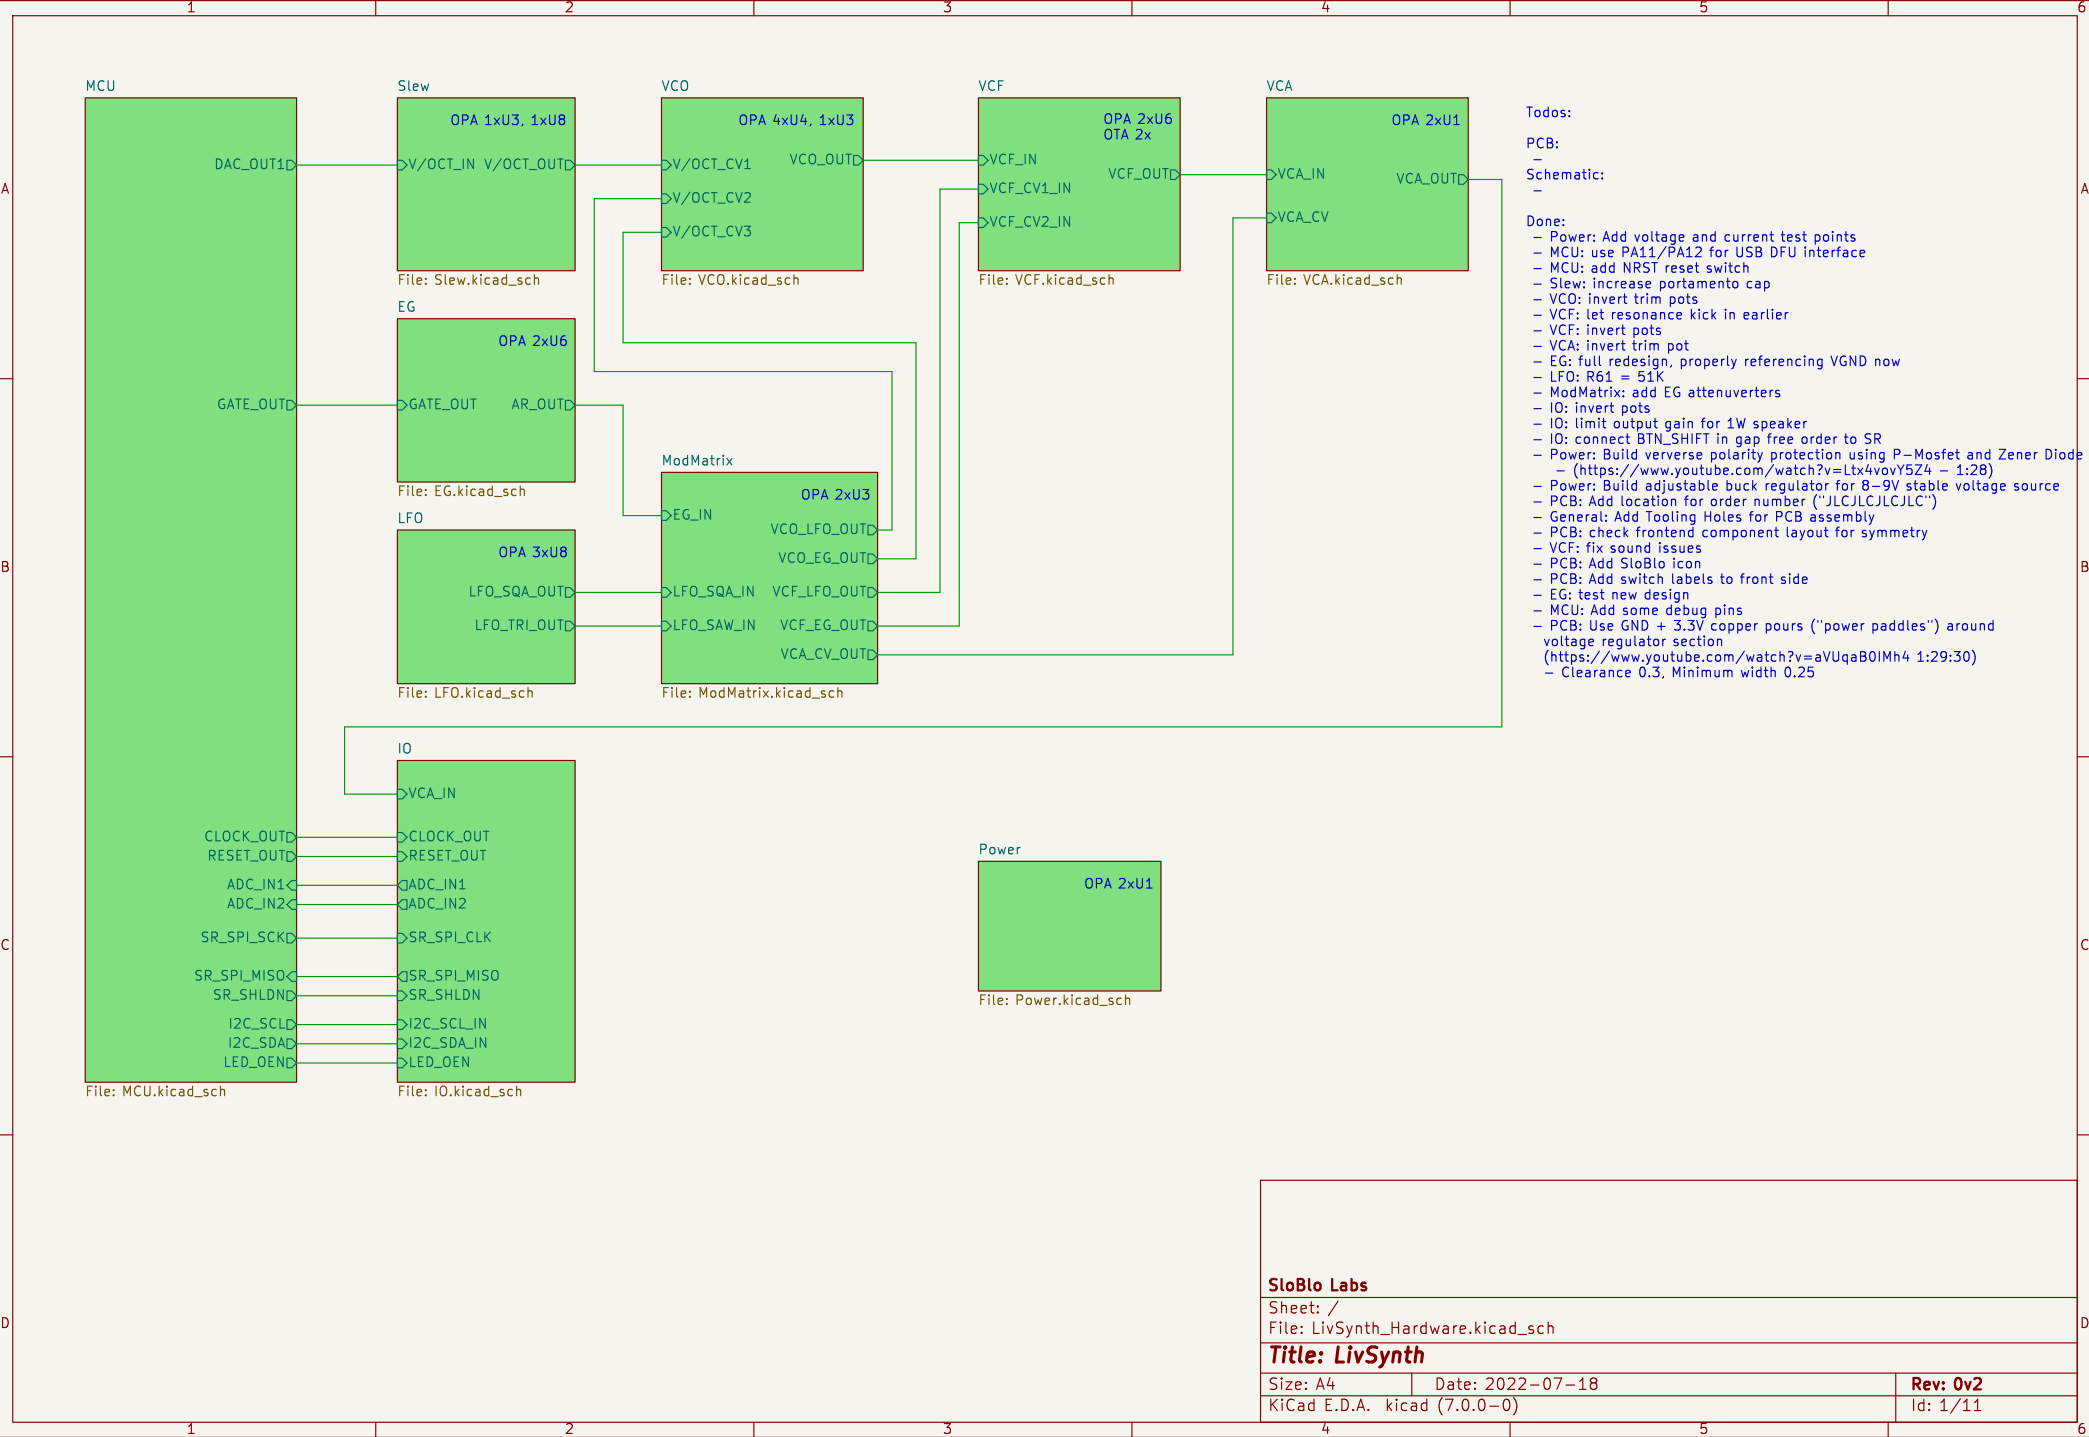 1 2 3 4 5 6
MCU
DAC_OUT1
GATE_OUT
CLOCK_OUT
RESET_OUT
ADC_IN1
ADC_IN2
SR_SPI_SCK
SR_SPI_MISO
SR_SHLDN
I2C_SCL
I2C_SDA
LED_OEN
File: MCU.kicad_sch
Slew
OPA 1xU3, 1xU8
V/OCT_IN V/OCT_OUT
File: Slew.kicad_sch
EG
OPA 2xU6
GATE_OUT AR_OUT
File: EG.kicad_sch
LFO
OPA 3xU8
LFO_SQA_OUT
LFO_TRI_OUT
File: LFO.kicad_sch
IO
VCA_IN
CLOCK_OUT
RESET_OUT
ADC_IN1
ADC_IN2
SR_SPI_CLK
SR_SPI_MISO
SR_SHLDN
I2C_SCL_IN
I2C_SDA_IN
LED_OEN
File: IO.kicad_sch
VCO
OPA 4xU4, 1xU3
VCO_OUT
V/OCT_CV1
V/OCT_CV2
V/OCT_CV3
File: VCO.kicad_sch
ModMatrix
OPA 2xU3
EG_IN
VCO_LFO_OUT
VCO_EG_OUT
LFO_SQA_IN VCF_LFO_OUT
LFO_SAW_IN VCF_EG_OUT
VCA_CV_OUT
File: ModMatrix.kicad_sch
VCF
OPA 2xU6
OTA 2x
VCF_IN
VCF_OUT
VCF_CV1_IN
VCF_CV2_IN
File: VCF.kicad_sch
VCA
OPA 2xU1
VCA_IN
VCA_OUT
VCA_CV
File: VCA.kicad_sch
Power
OPA 2xU1
File: Power.kicad_sch
Todos:
PCB:
-
Schematic:
-
Done:
- Power: Add voltage and current test points
- MCU: use PA11/PA12 for USB DFU interface
- MCU: add NRST reset switch
- Slew: increase portamento cap
- VCO: invert trim pots
- VCF: let resonance kick in earlier
- VCF: invert pots
- VCA: invert trim pot
- EG: full redesign, properly referencing VGND now
- LFO: R61 = 51K
- ModMatrix: add EG attenuverters
- IO: invert pots
- IO: limit output gain for 1W speaker
- IO: connect BTN_SHIFT in gap free order to SR
- Power: Build ververse polarity protection using P-Mosfet and Zener Diode
- (https://www.youtube.com/watch?v=Ltx4vovY5Z4 - 1:28)
- Power: Build adjustable buck regulator for 8-9V stable voltage source
- PCB: Add location for order number ("JLCJLCJLCJLC")
- General: Add Tooling Holes for PCB assembly
- PCB: check frontend component layout for symmetry
- VCF: fix sound issues
- PCB: Add SloBlo icon
- PCB: Add switch labels to front side
- EG: test new design
- MCU: Add some debug pins
- PCB: Use GND + 3.3V copper pours ("power paddles") around
voltage regulator section
(https://www.youtube.com/watch?v=aVUqaB0IMh4 1:29:30)
- Clearance 0.3, Minimum width 0.25
A A
B B
C C
D D
SloBlo Labs
Sheet: /
File: LivSynth_Hardware.kicad_sch
Title: LivSynth
Size: A4 Date: 2022-07-18 Rev: 0v2
KiCad E.D.A. kicad (7.0.0-0) Id: 1/11
1 2 3 4 5 6